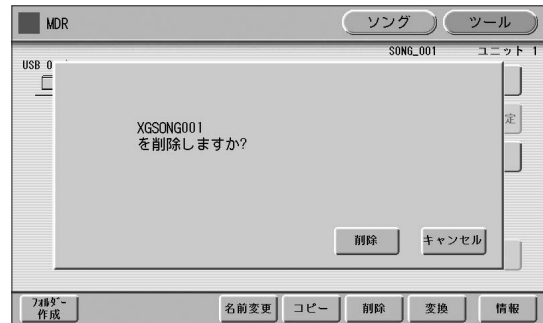 MDR
ソング
ツール
SONG_001
ユニット 1
USB 0
定
XGSONG001
を削除しますか?
削除
キャンセル
ﾌｫﾙﾀﾞｰ
作成
名前変更
コピー
削除
変換
情報